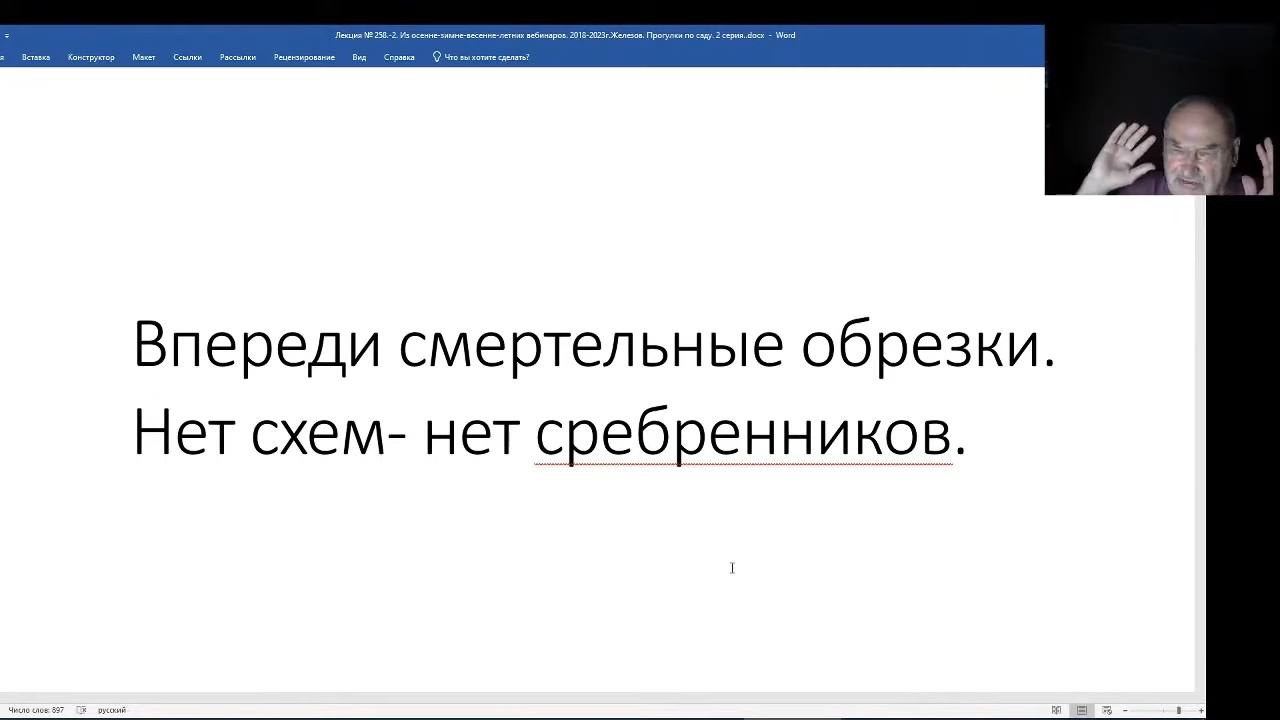 Лекция № 258.-2. Из осенне-зимне-весенне-летних вебинаров. 2018-2023г.Железов. Прогулки по саду. 2 серия..docx - Word
Вставка Конструктор Макет Ссылки Рассылки Рецензирование Вид Справка Что вы хотите сделать?
Впереди смертельные обрезки.
Нет схем- нет сребренников.
Число слов: 897 русский